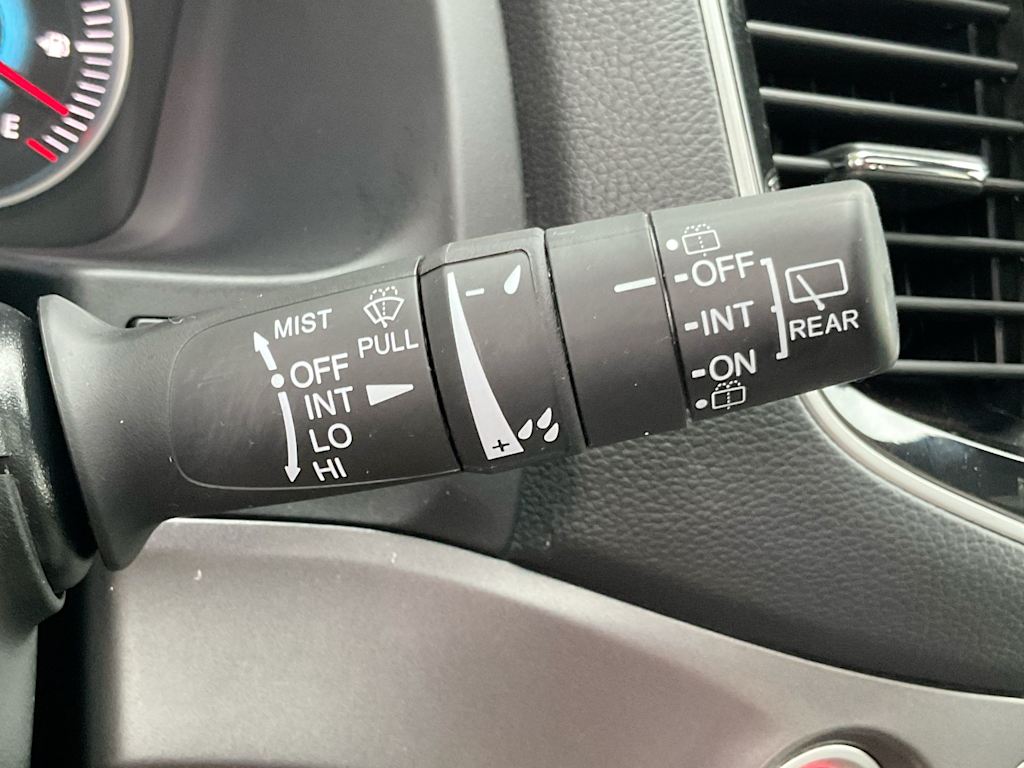 E
MIST
PULL
OFF
INT
LO
HI
-
+
-OFF
-INT
-ON
REAR